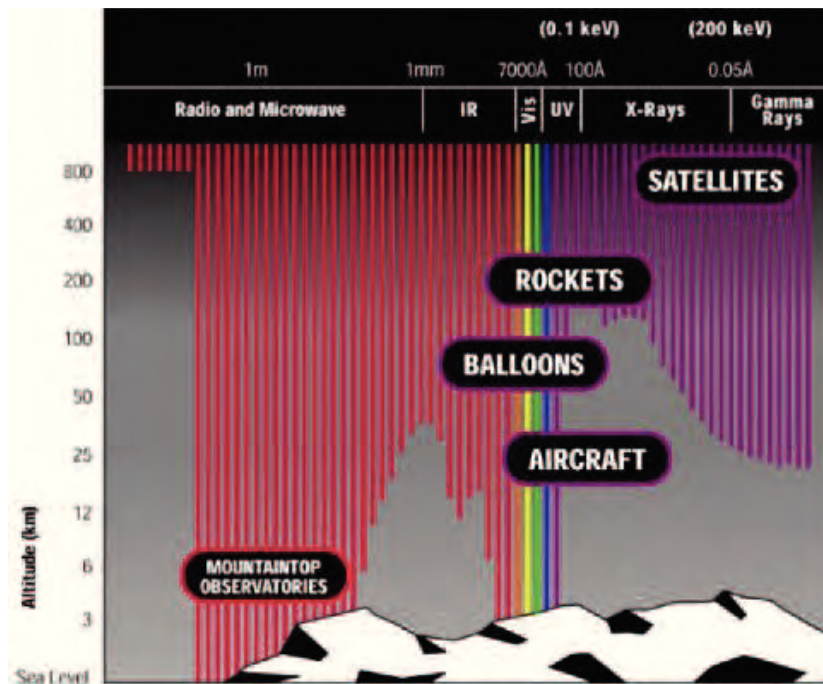 (0.1 keV) (200 keV)
1m 1mm 7000Å 100Å 0.05Å
Radio and Microwave IR Vis UV X-Rays Gamma
Rays
800
SATELLITES
400
ROCKETS
200
100
BALLOONS
50
25
AIRCRAFT
12
Altitude (km)
6
MOUNTAINTOP
OBSERVATORIES
3
Sea Level